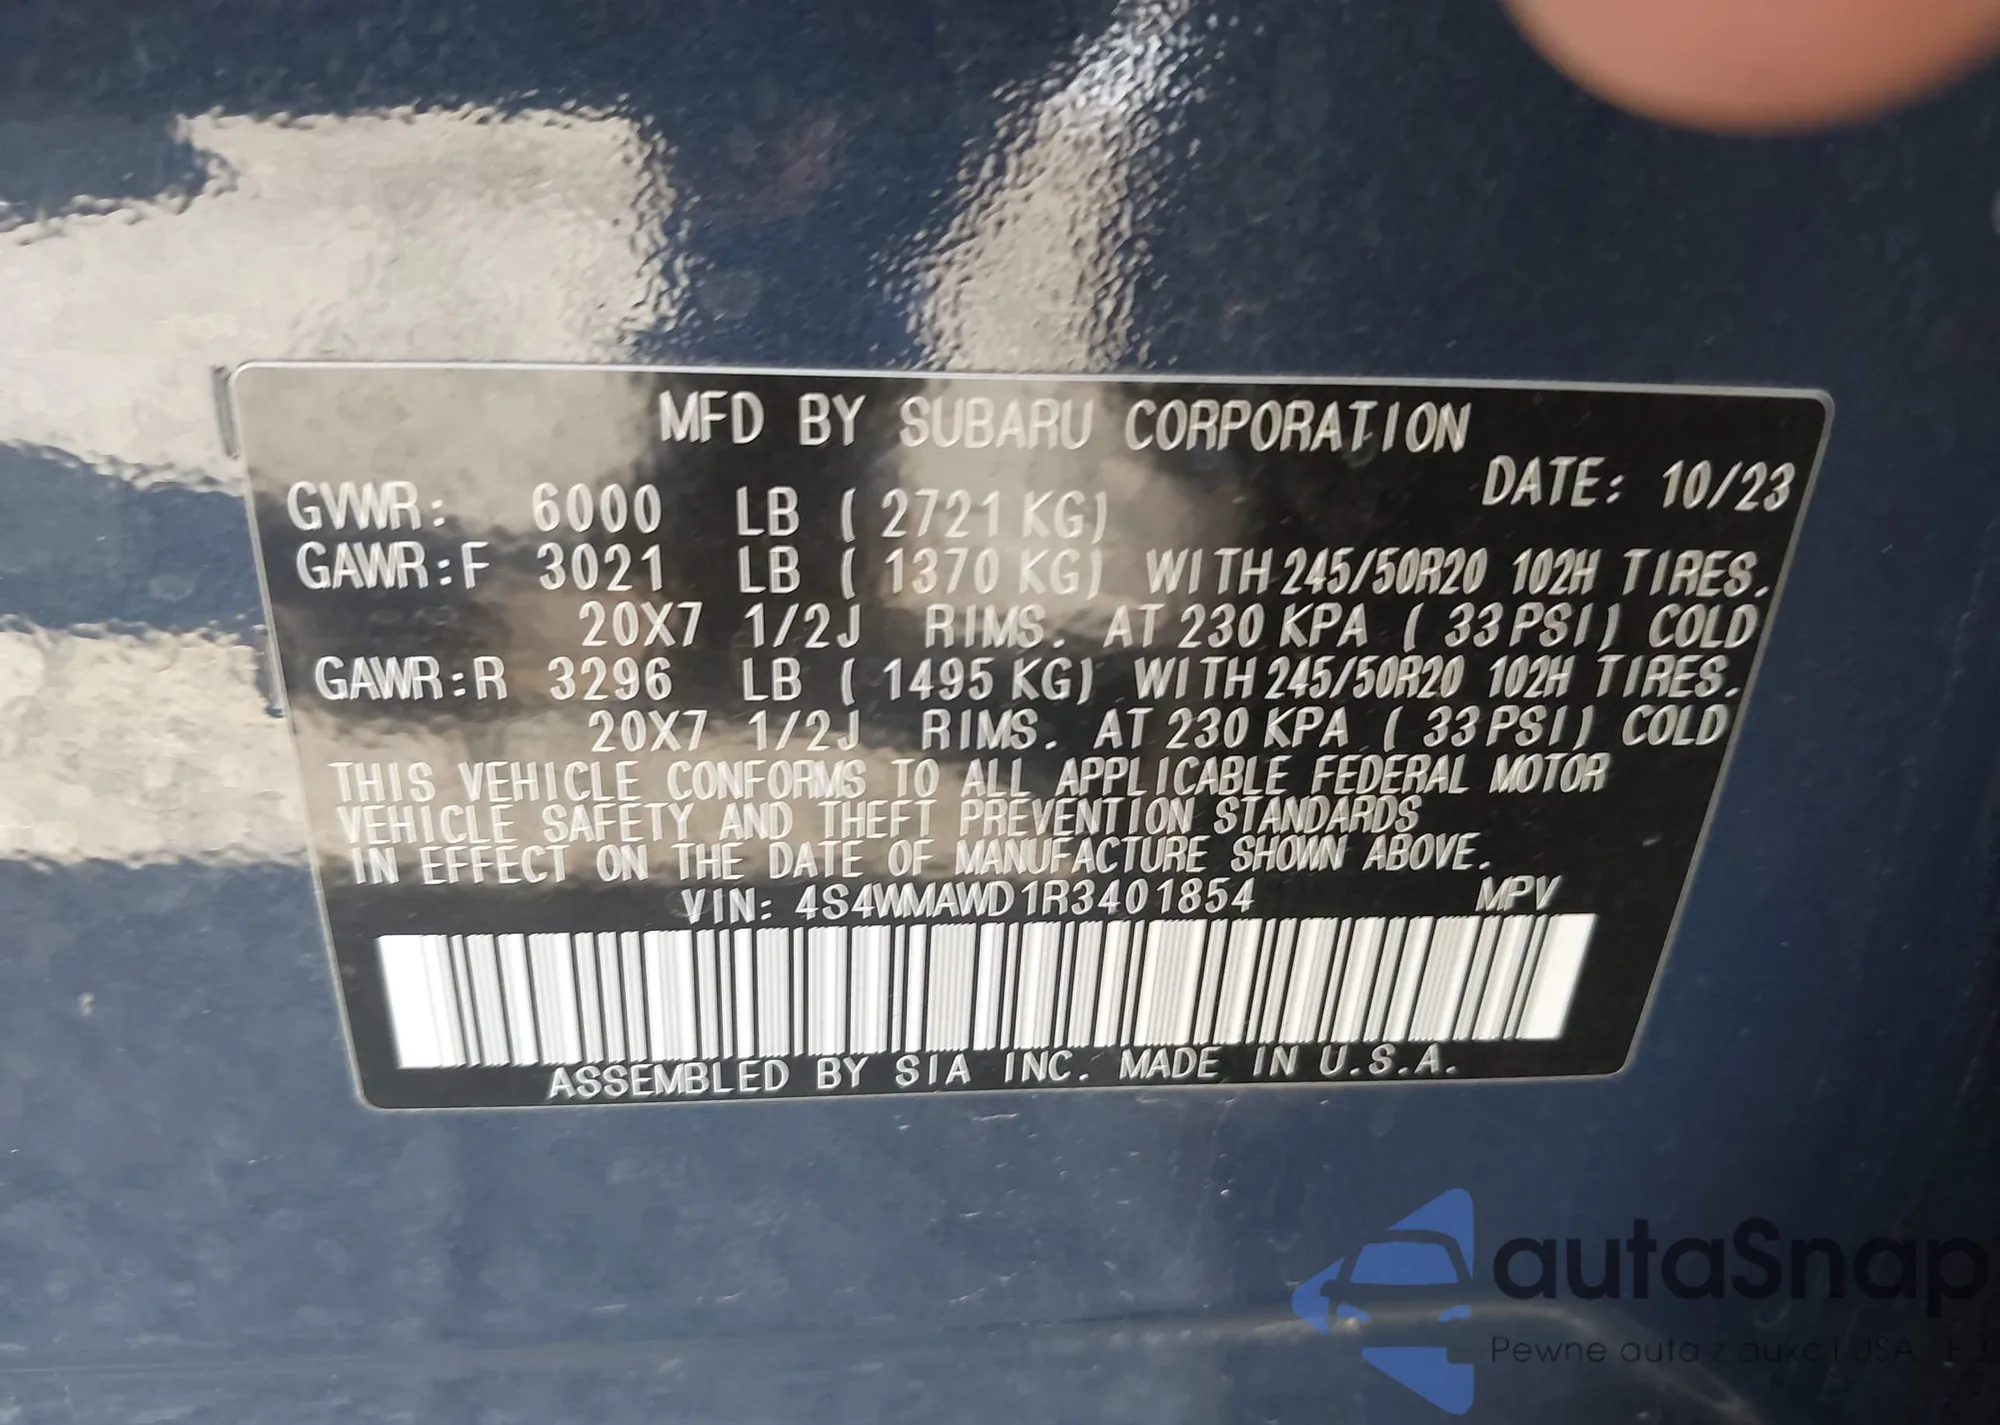 MFD BY SUBARU CORPORATION
DATE: 10/23
GVWR: 6000 LB ( 2721 KG)
GAWR:F 3021 LB ( 1370 KG) WITH 245/50R20 102H TIRES.
20X7 1/2J RIMS. AT 230 KPA ( 33 PSI) COLD
GAWR:R 3296 LB ( 1495 KG) WITH 245/50R20 102H TIRES.
20X7 1/2J RIMS. AT 230 KPA ( 33 PSI) COLD
THIS VEHICLE CONFORMS TO ALL APPLICABLE FEDERAL MOTOR
VEHICLE SAFETY AND THEFT PREVENTION STANDARDS
IN EFFECT ON THE DATE OF MANUFACTURE SHOWN ABOVE.
VIN: 4S4WMAWD1R3401854 MPV
ASSEMBLED BY SIA INC. MADE IN U.S.A.
autaSnap
Pewne auta z aukcji USA